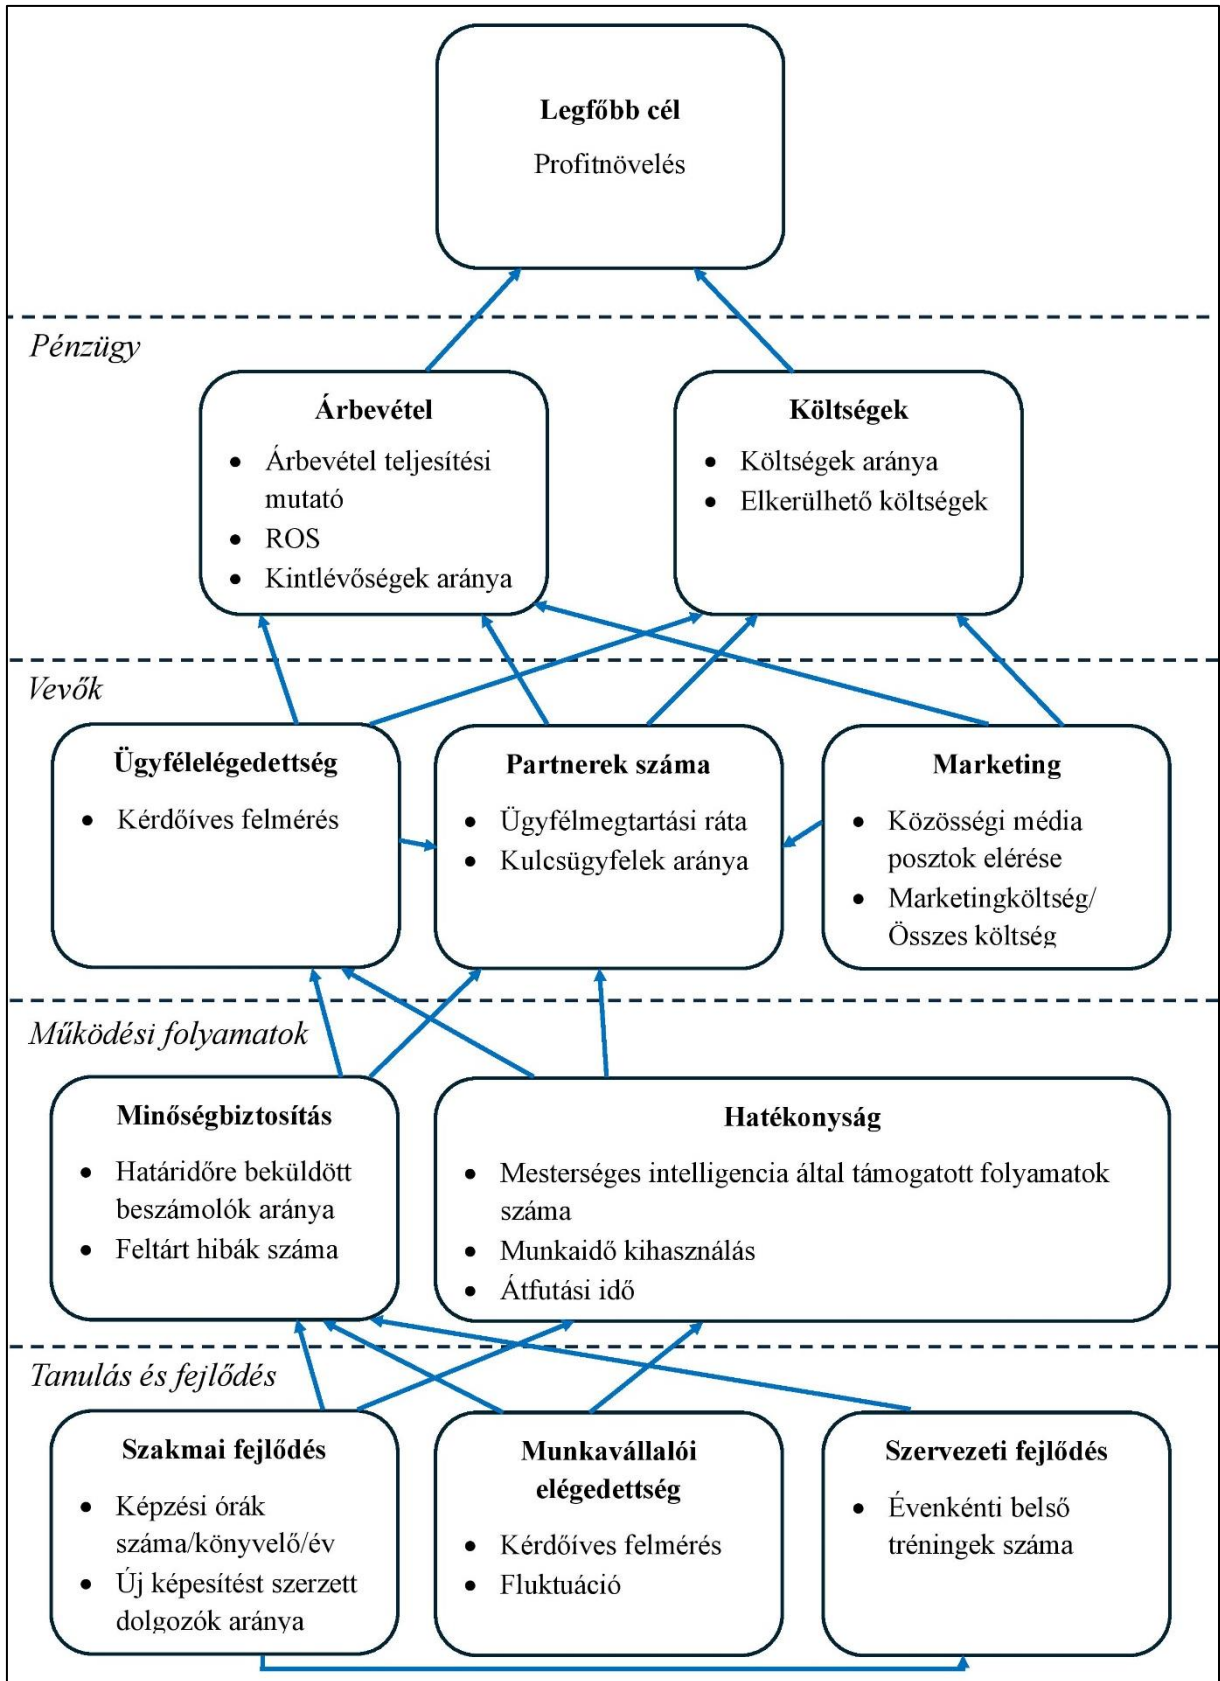 Legfőbb cél
Profitnövelés
Pénzügy
Árbevétel
• Árbevétel teljesítési
mutató
• ROS
• Kintlévőségek aránya
Költségek
• Költségek aránya
• Elkerülhető költségek
Vevők
Ügyfélelégedettség
• Kérdőíves felmérés
Partnerek száma
• Ügyfélmegtartási ráta
• Kulcsügyfelek aránya
Marketing
• Közösségi média
posztok elérése
• Marketingköltség/
Összes költség
Működési folyamatok
Minőségbiztosítás
• Határidőre beküldött
beszámolók aránya
• Feltárt hibák száma
Hatékonyság
• Mesterséges intelligencia által támogatott folyamatok
száma
• Munkaidő kihasználás
• Átfutási idő
Tanulás és fejlődés
Szakmai fejlődés
• Képzési órák
száma/könyvelő/év
• Új képesítést szerzett
dolgozók aránya
Munkavállalói
elégedettség
• Kérdőíves felmérés
• Fluktuáció
Szervezeti fejlődés
• Évenkénti belső
tréningek száma